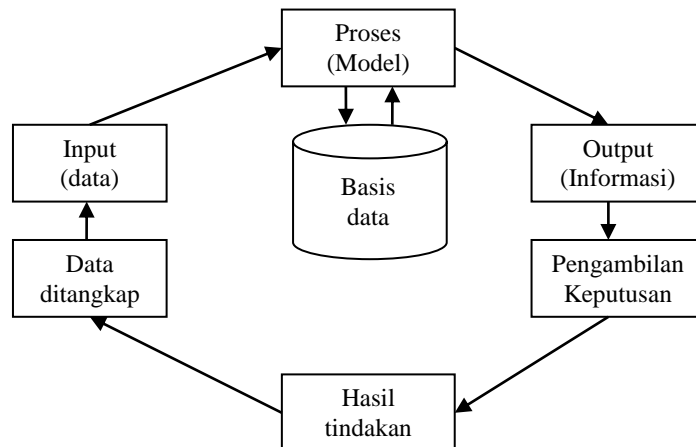 Proses
(Model)
Input
(data)
Basis
data
Output
(Informasi)
Data
ditangkap
Pengambilan
Keputusan
Hasil
tindakan